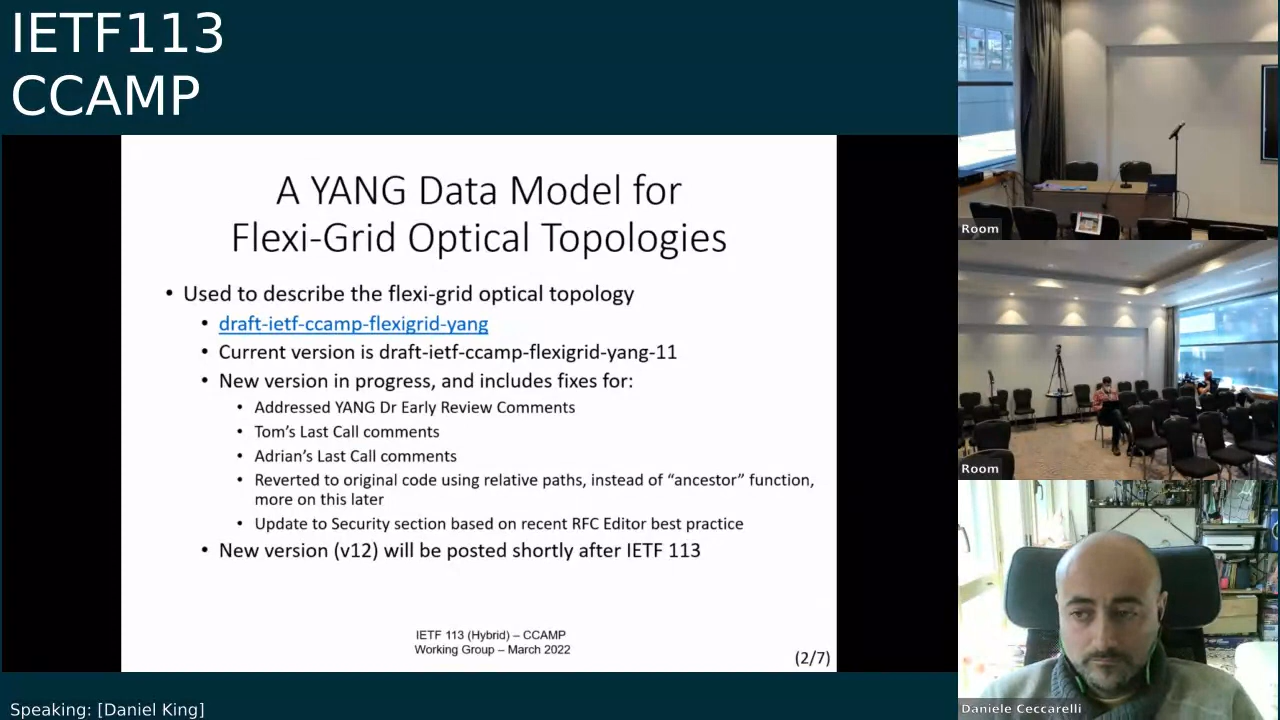 IETF113
CCAMP
A YANG Data Model for
Flexi-Grid Optical Topologies
• Used to describe the flexi-grid optical topology
• draft-ietf-ccamp-flexigrid-yang
• Current version is draft-ietf-ccamp-flexigrid-yang-11
• New version in progress, and includes fixes for:
• Addressed YANG Dr Early Review Comments
• Tom’s Last Call comments
• Adrian’s Last Call comments
• Reverted to original code using relative paths, instead of “ancestor” function,
more on this later
• Update to Security section based on recent RFC Editor best practice
• New version (v12) will be posted shortly after IETF 113
IETF 113 (Hybrid) – CCAMP
Working Group – March 2022
(2/7)
Speaking: [Daniel King]
Room
Room
Daniele Ceccarelli